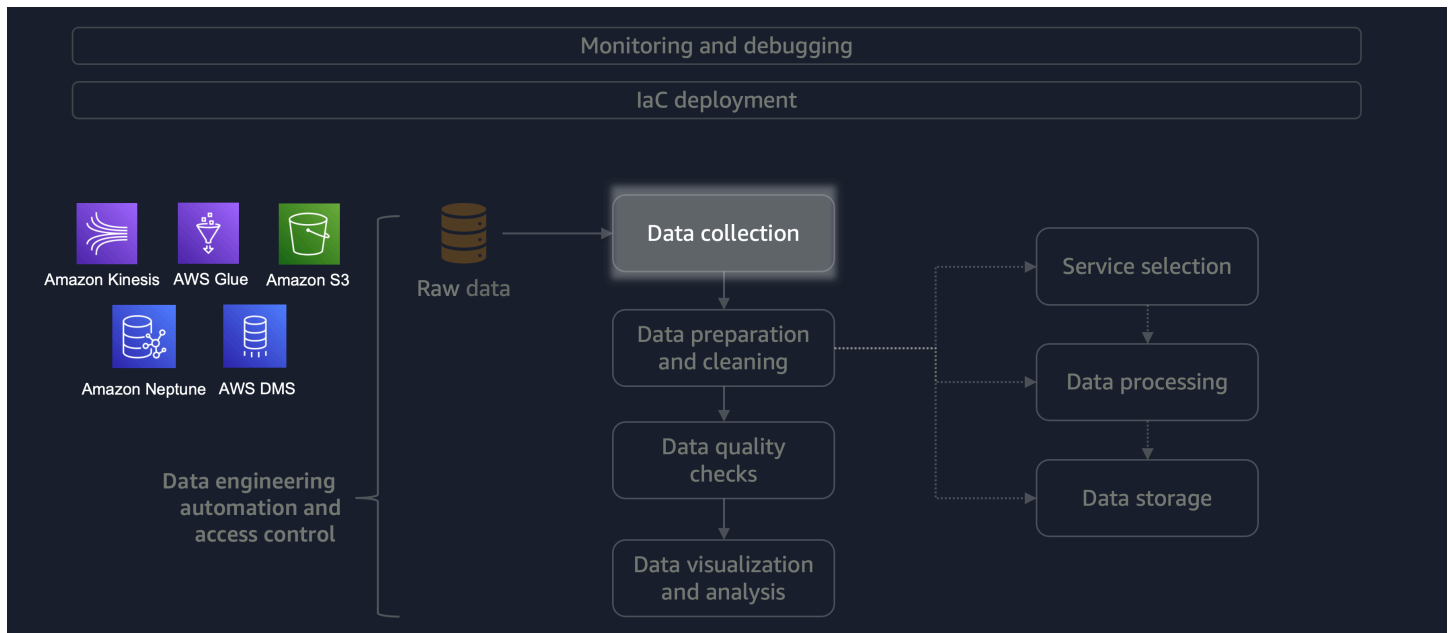 Monitoring and debugging
IaC deployment
Amazon Kinesis
AWS Glue
Amazon S3
Amazon Neptune
AWS DMS
Data engineering
automation and
access control
Raw data
Data collection
Data preparation
and cleaning
Data quality
checks
Data visualization
and analysis
Service selection
Data processing
Data storage